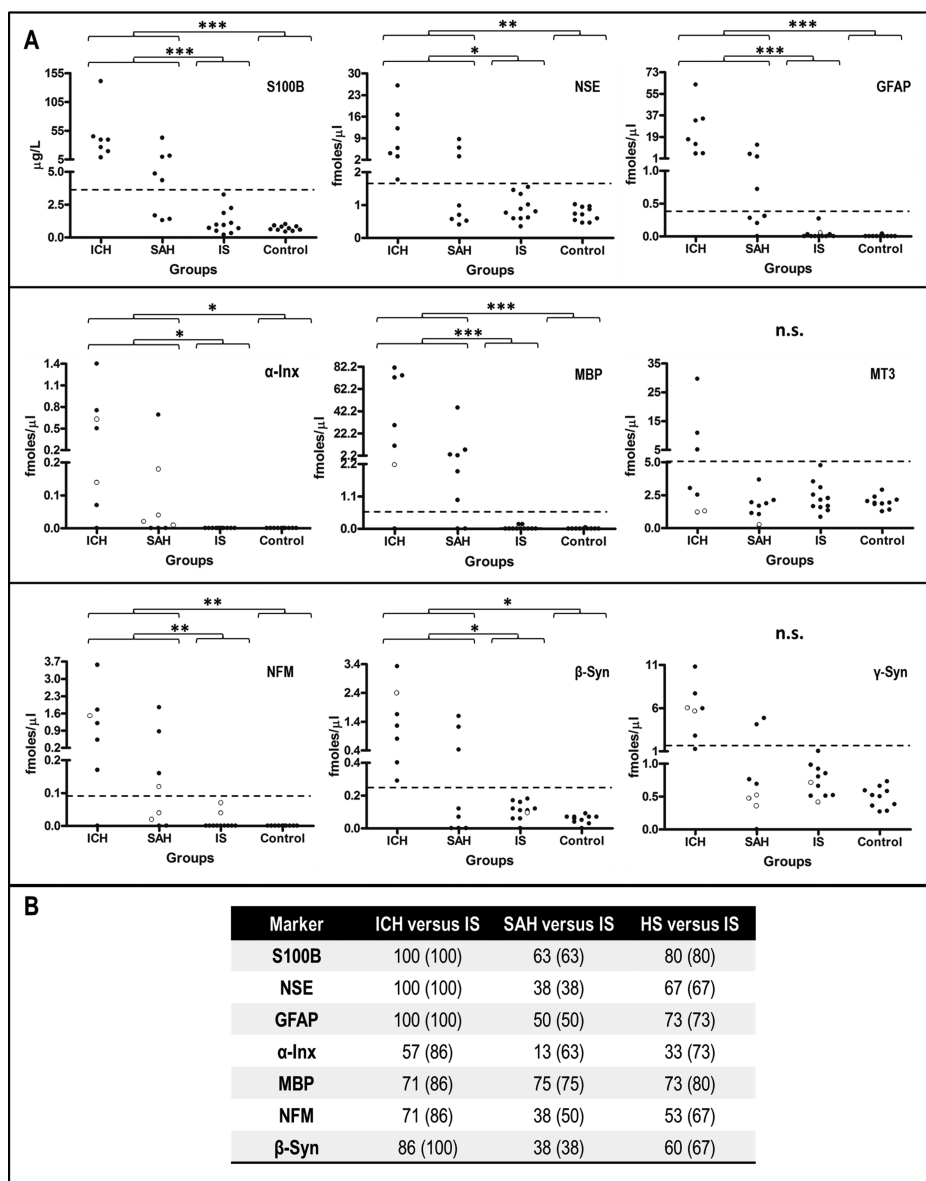 A
*** ** ***
*** * ***
S100B NSE GFAP
155 105 55 5 5.0 2.5 0.0
µg/L
ICH SAH IS Control
Groups
30 23 16 9 2 2 1 0
fmoles/µl
ICH SAH IS Control
Groups
73 55 37 19 1 1.0 0.5 0.0
fmoles/µl
ICH SAH IS Control
Groups
* ***
* ***
n.s.
α-Inx MBP MT3
1.4 1.2 1.0 0.8 0.6 0.4 0.2 0.2 0.1 0.0
fmoles/µl
ICH SAH IS Control
Groups
82.2 62.2 42.2 22.2 2.2 2.2 1.1 0.0
fmoles/µl
ICH SAH IS Control
Groups
35 25 15 5 5.0 2.5 0
fmoles/µl
ICH SAH IS Control
Groups
** *
** *
n.s.
NFM β-Syn γ-Syn
3.7 3.0 2.3 1.6 0.9 0.2 0.2 0.1 0.0
fmoles/µl
ICH SAH IS Control
Groups
3.4 2.4 1.4 0.4 0.4 0.2 0.0
fmoles/µl
ICH SAH IS Control
Groups
11 6 1 1.0 0.5 0.0
fmoles/µl
ICH SAH IS Control
Groups
B
Marker ICH versus IS SAH versus IS HS versus IS
S100B 100 (100) 63 (63) 80 (80)
NSE 100 (100) 38 (38) 67 (67)
GFAP 100 (100) 50 (50) 73 (73)
α-Inx 57 (86) 13 (63) 33 (73)
MBP 71 (86) 75 (75) 73 (80)
NFM 71 (86) 38 (50) 53 (67)
β-Syn 86 (100) 38 (38) 60 (67)